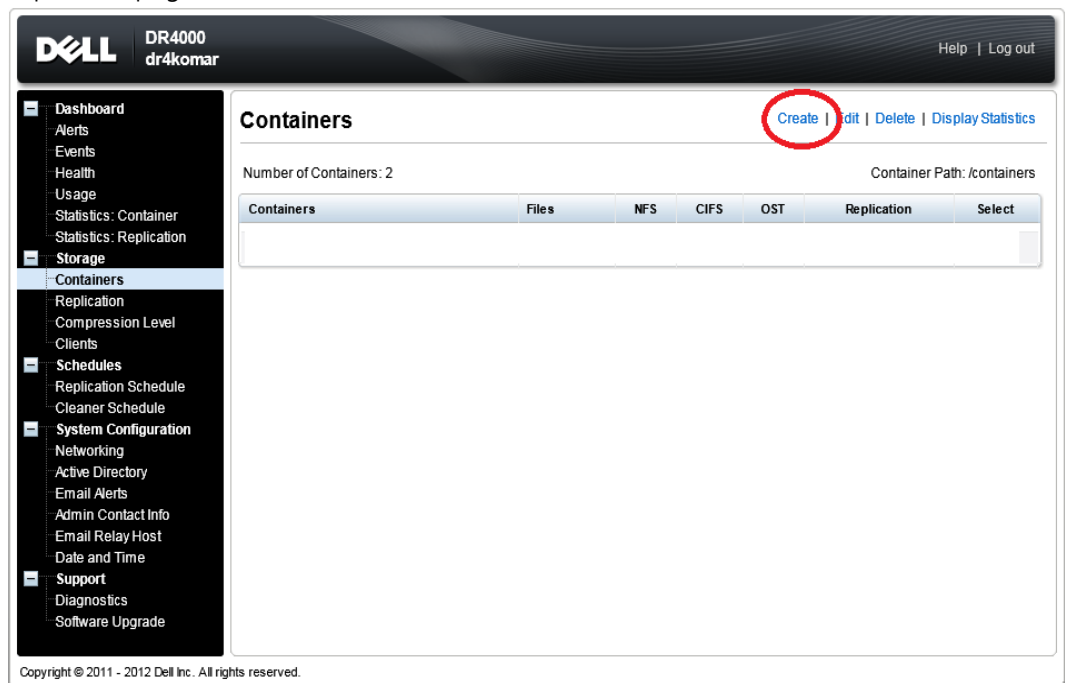 DELL
DR4000
dr4komar
Help | Log out
Dashboard
Alerts
Events
Health
Usage
Statistics: Container
Statistics: Replication
Storage
Containers
Replication
Compression Level
Clients
Schedules
Replication Schedule
Cleaner Schedule
System Configuration
Networking
Active Directory
Email Alerts
Admin Contact Info
Email Relay Host
Date and Time
Support
Diagnostics
Software Upgrade
Containers
Create | Edit | Delete | Display Statistics
Number of Containers: 2
Container Path: /containers
Containers Files NFS CIFS OST Replication Select
Copyright © 2011 - 2012 Dell Inc. All rights reserved.